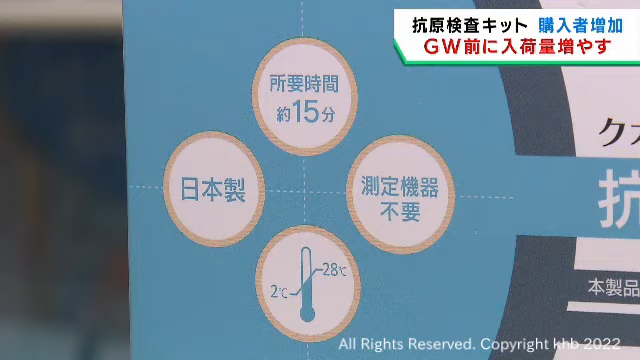 抗原検査キット 購入者増加
GW前に入荷量増やす
所要時間
約15分
日本製
測定機器
不要
28℃
2℃
ク
抗
本製品
All Rights Reserved. Copyright khb 2022